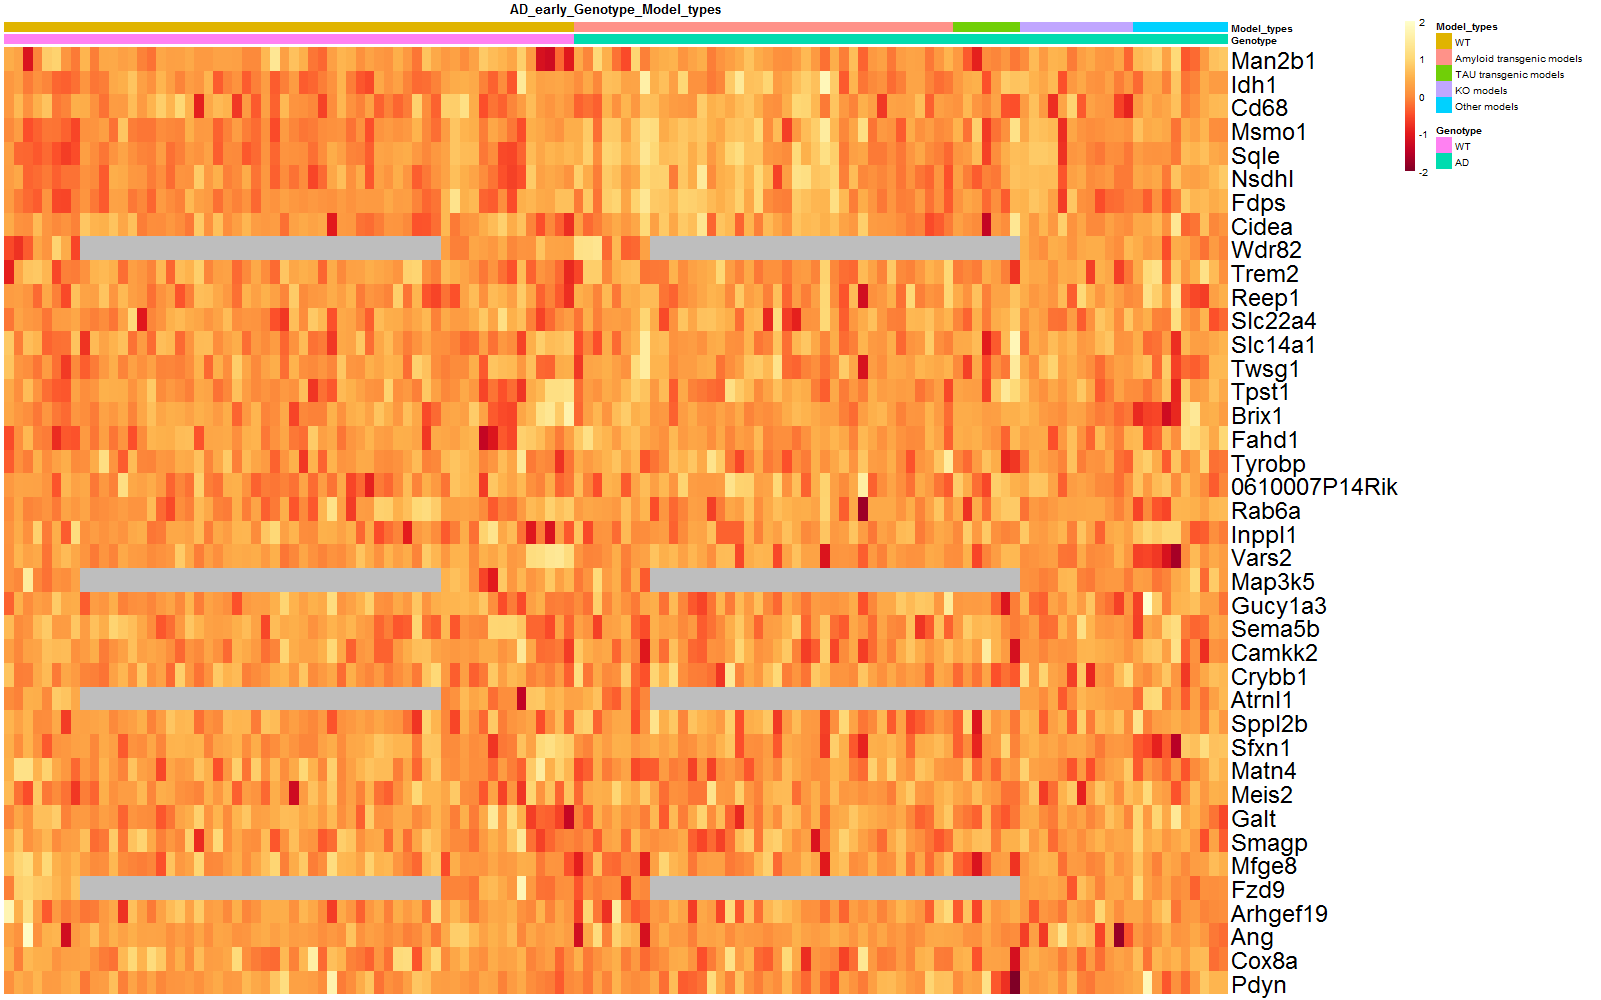 AD_early_Genotype_Model_types
Model_types
Genotype
Man2b1
Idh1
Cd68
Msmo1
Sqle
Nsdhl
Fdps
Cidea
Wdr82
Trem2
Reep1
Slc22a4
Slc14a1
Twsg1
Tpst1
Brix1
Fahd1
Tyrobp
0610007P14Rik
Rab6a
Inppl1
Vars2
Map3k5
Gucy1a3
Sema5b
Camkk2
Crybb1
Atrnl1
Sppl2b
Sfxn1
Matn4
Meis2
Galt
Smagp
Mfge8
Fzd9
Arhgef19
Ang
Cox8a
Pdyn
2
1
0
-1
-2
Model_types
WT
Amyloid transgenic models
TAU transgenic models
KO models
Other models
Genotype
WT
AD